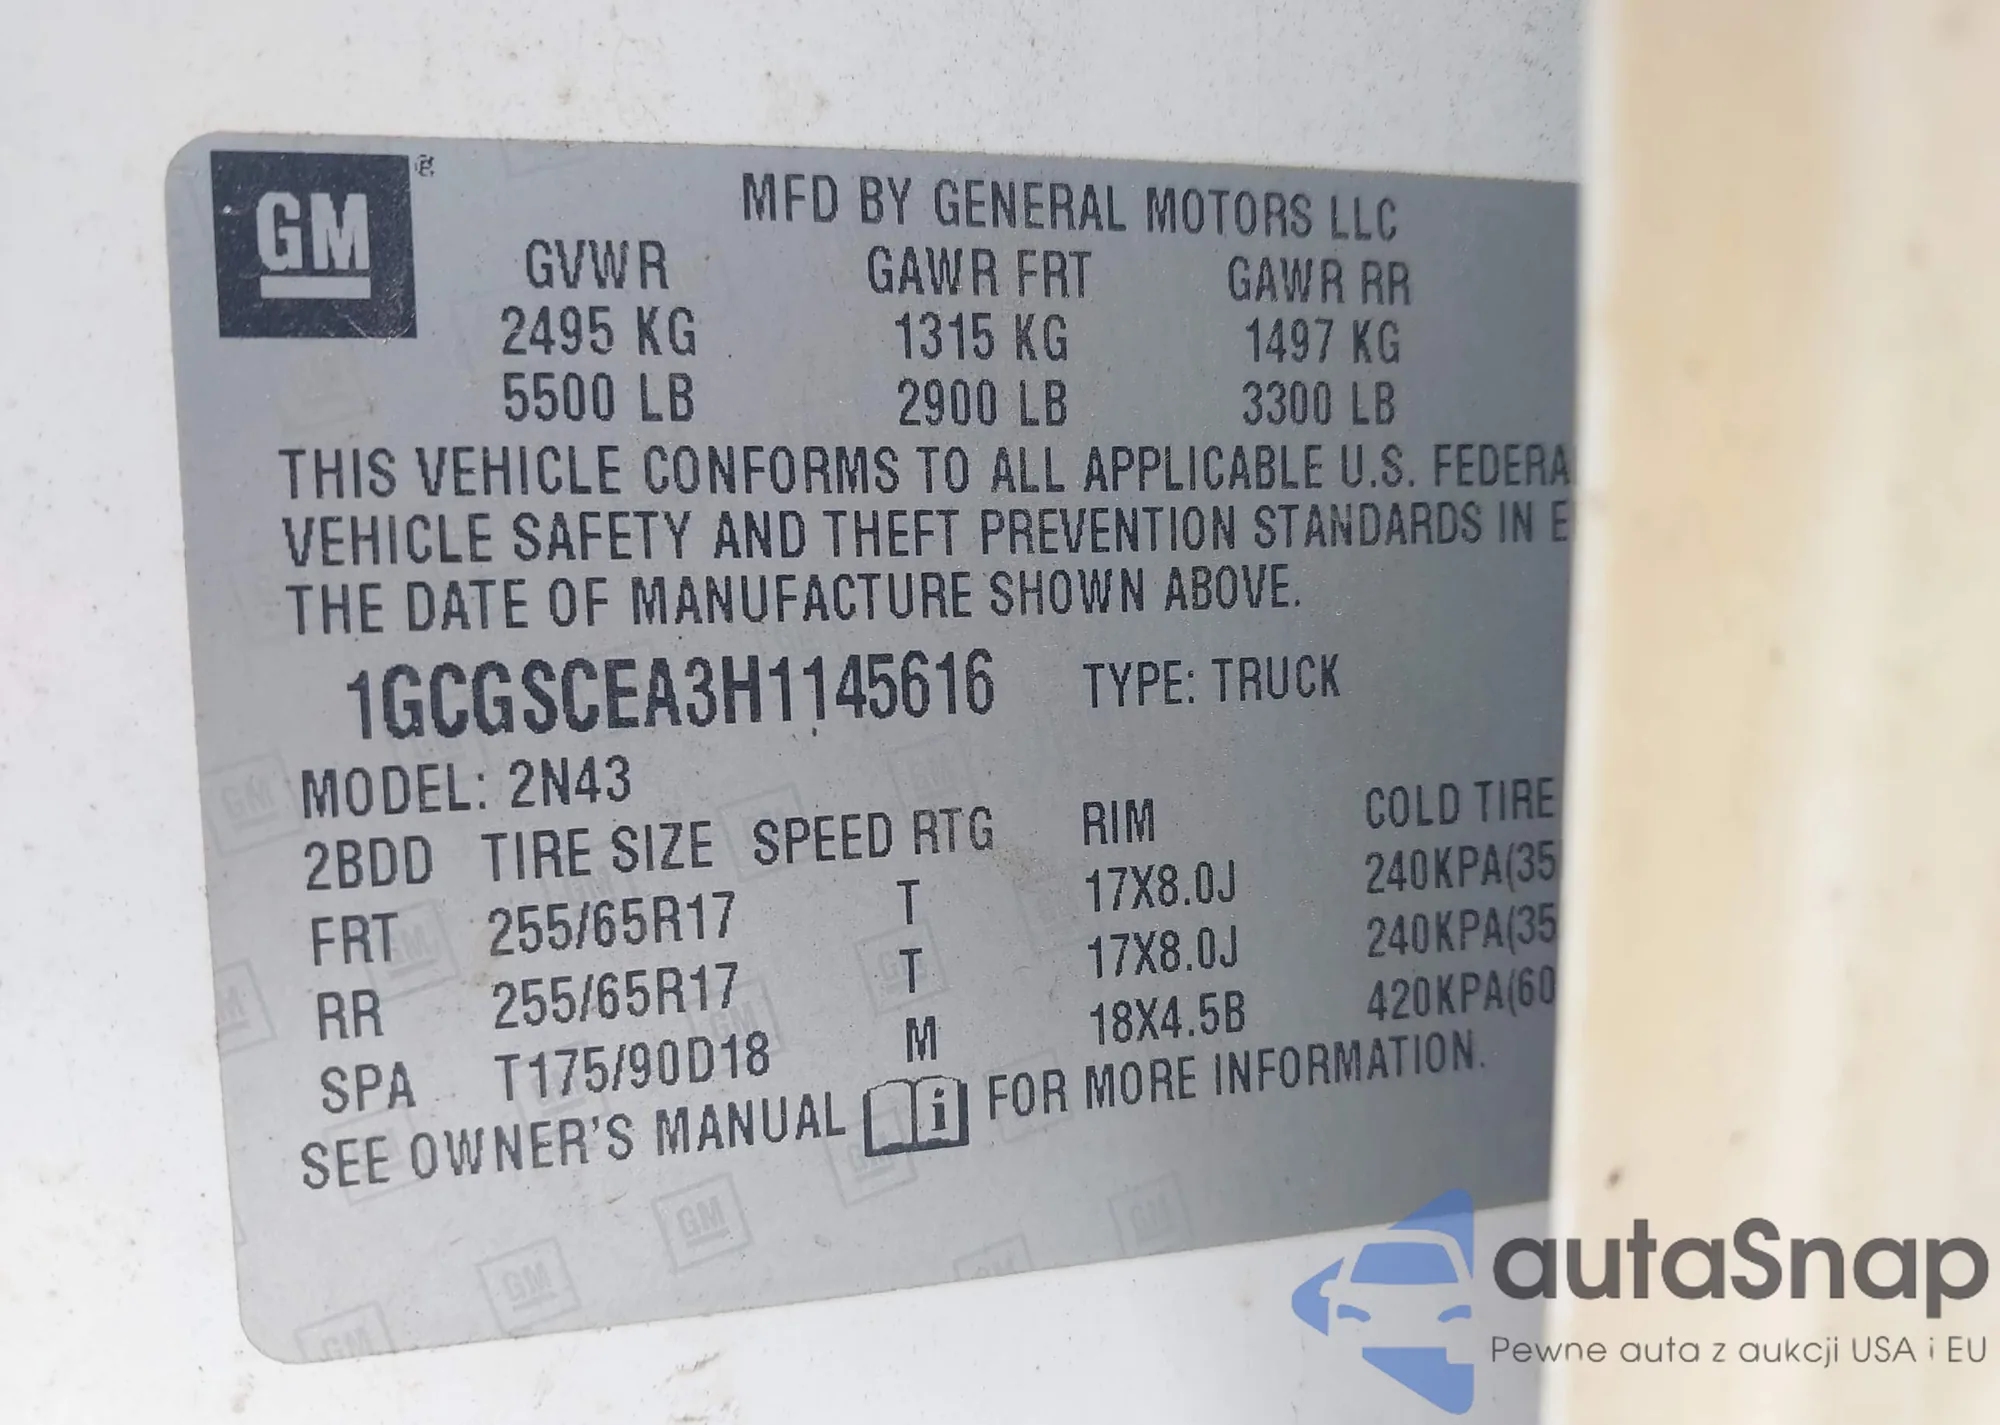 GM®
MFD BY GENERAL MOTORS LLC
GVWR GAWR FRT GAWR RR
2495 KG 1315 KG 1497 KG
5500 LB 2900 LB 3300 LB
THIS VEHICLE CONFORMS TO ALL APPLICABLE U.S. FEDERA
VEHICLE SAFETY AND THEFT PREVENTION STANDARDS IN E
THE DATE OF MANUFACTURE SHOWN ABOVE.
1GCGSCEA3H1145616 TYPE: TRUCK
MODEL: 2N43
2BDD TIRE SIZE SPEED RTG RIM COLD TIRE
FRT 255/65R17 T 17X8.0J 240KPA(35
RR 255/65R17 T 17X8.0J 240KPA(35
SPA T175/90D18 M 18X4.5B 420KPA(60
SEE OWNER'S MANUAL i FOR MORE INFORMATION.
autaSnap
Pewne auta z aukcji USA i EU